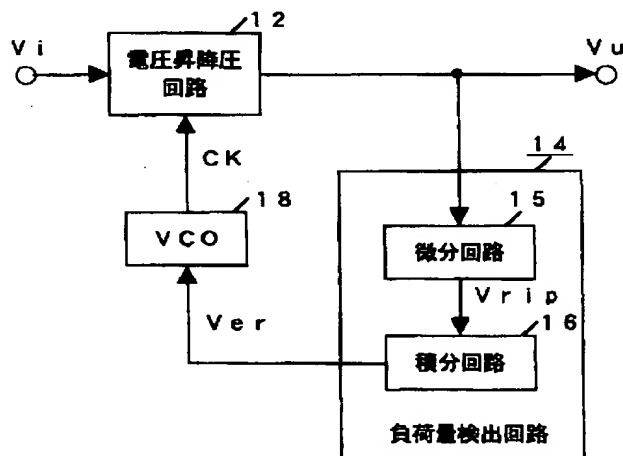 12
Vi
電圧昇降圧
回路
Vu
CK
14
18
15
VCO
微分回路
Vrip
Ver
16
積分回路
負荷量検出回路